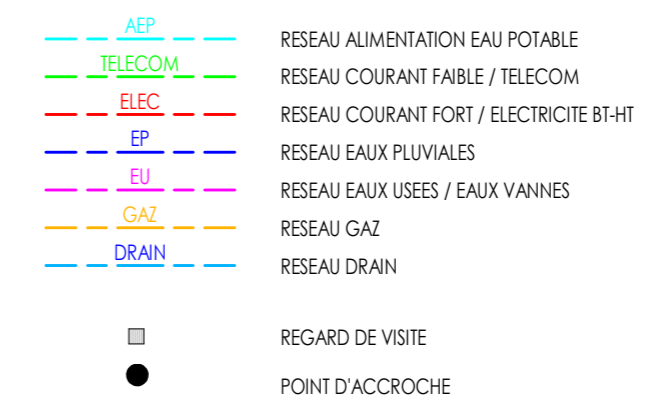 AEP RESEAU ALIMENTATION EAU POTABLE
TELECOM RESEAU COURANT FAIBLE / TELECOM
ELEC RESEAU COURANT FORT / ELECTRICITE BT-HT
EP RESEAU EAUX PLUVIALES
EU RESEAU EAUX USEES / EAUX VANNES
GAZ RESEAU GAZ
DRAIN RESEAU DRAIN
REGARD DE VISITE
POINT D'ACCROCHE